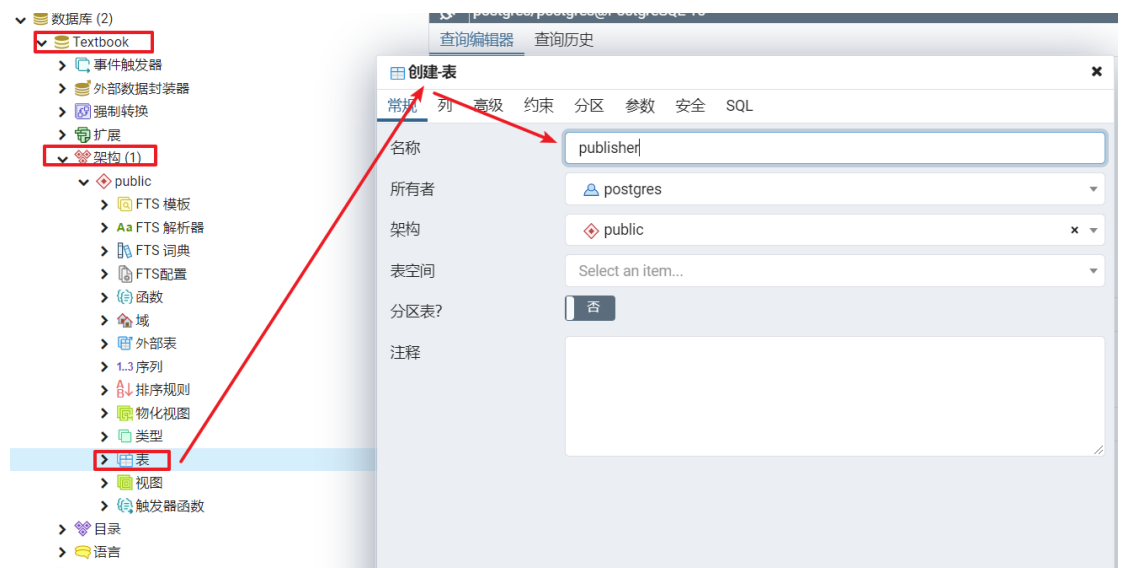 数据库 (2)
Textbook
事件触发器
外部数据封装器
强制转换
扩展
架构 (1)
public
FTS 模板
Aa FTS 解析器
FTS 词典
FTS配置
函数
域
外部表
1..3 序列
排序规则
物化视图
类型
表
视图
触发器函数
目录
语言
查询编辑器 查询历史
创建-表
常规 列 高级 约束 分区 参数 安全 SQL
名称 publisher
所有者 postgres
架构 public
表空间 Select an item...
分区表? 否
注释